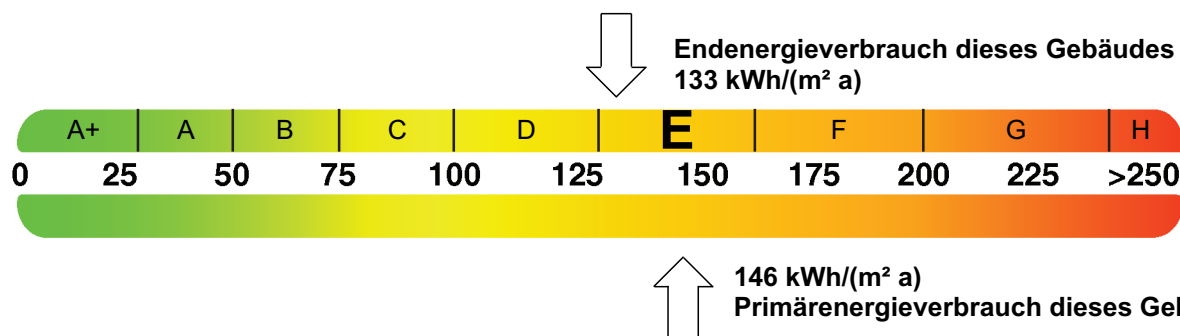 Endenergieverbrauch dieses Gebäudes
133 kWh/(m² a)
A+ A B C D E F G H
0 25 50 75 100 125 150 175 200 225 >250
146 kWh/(m² a)
Primärenergieverbrauch dieses